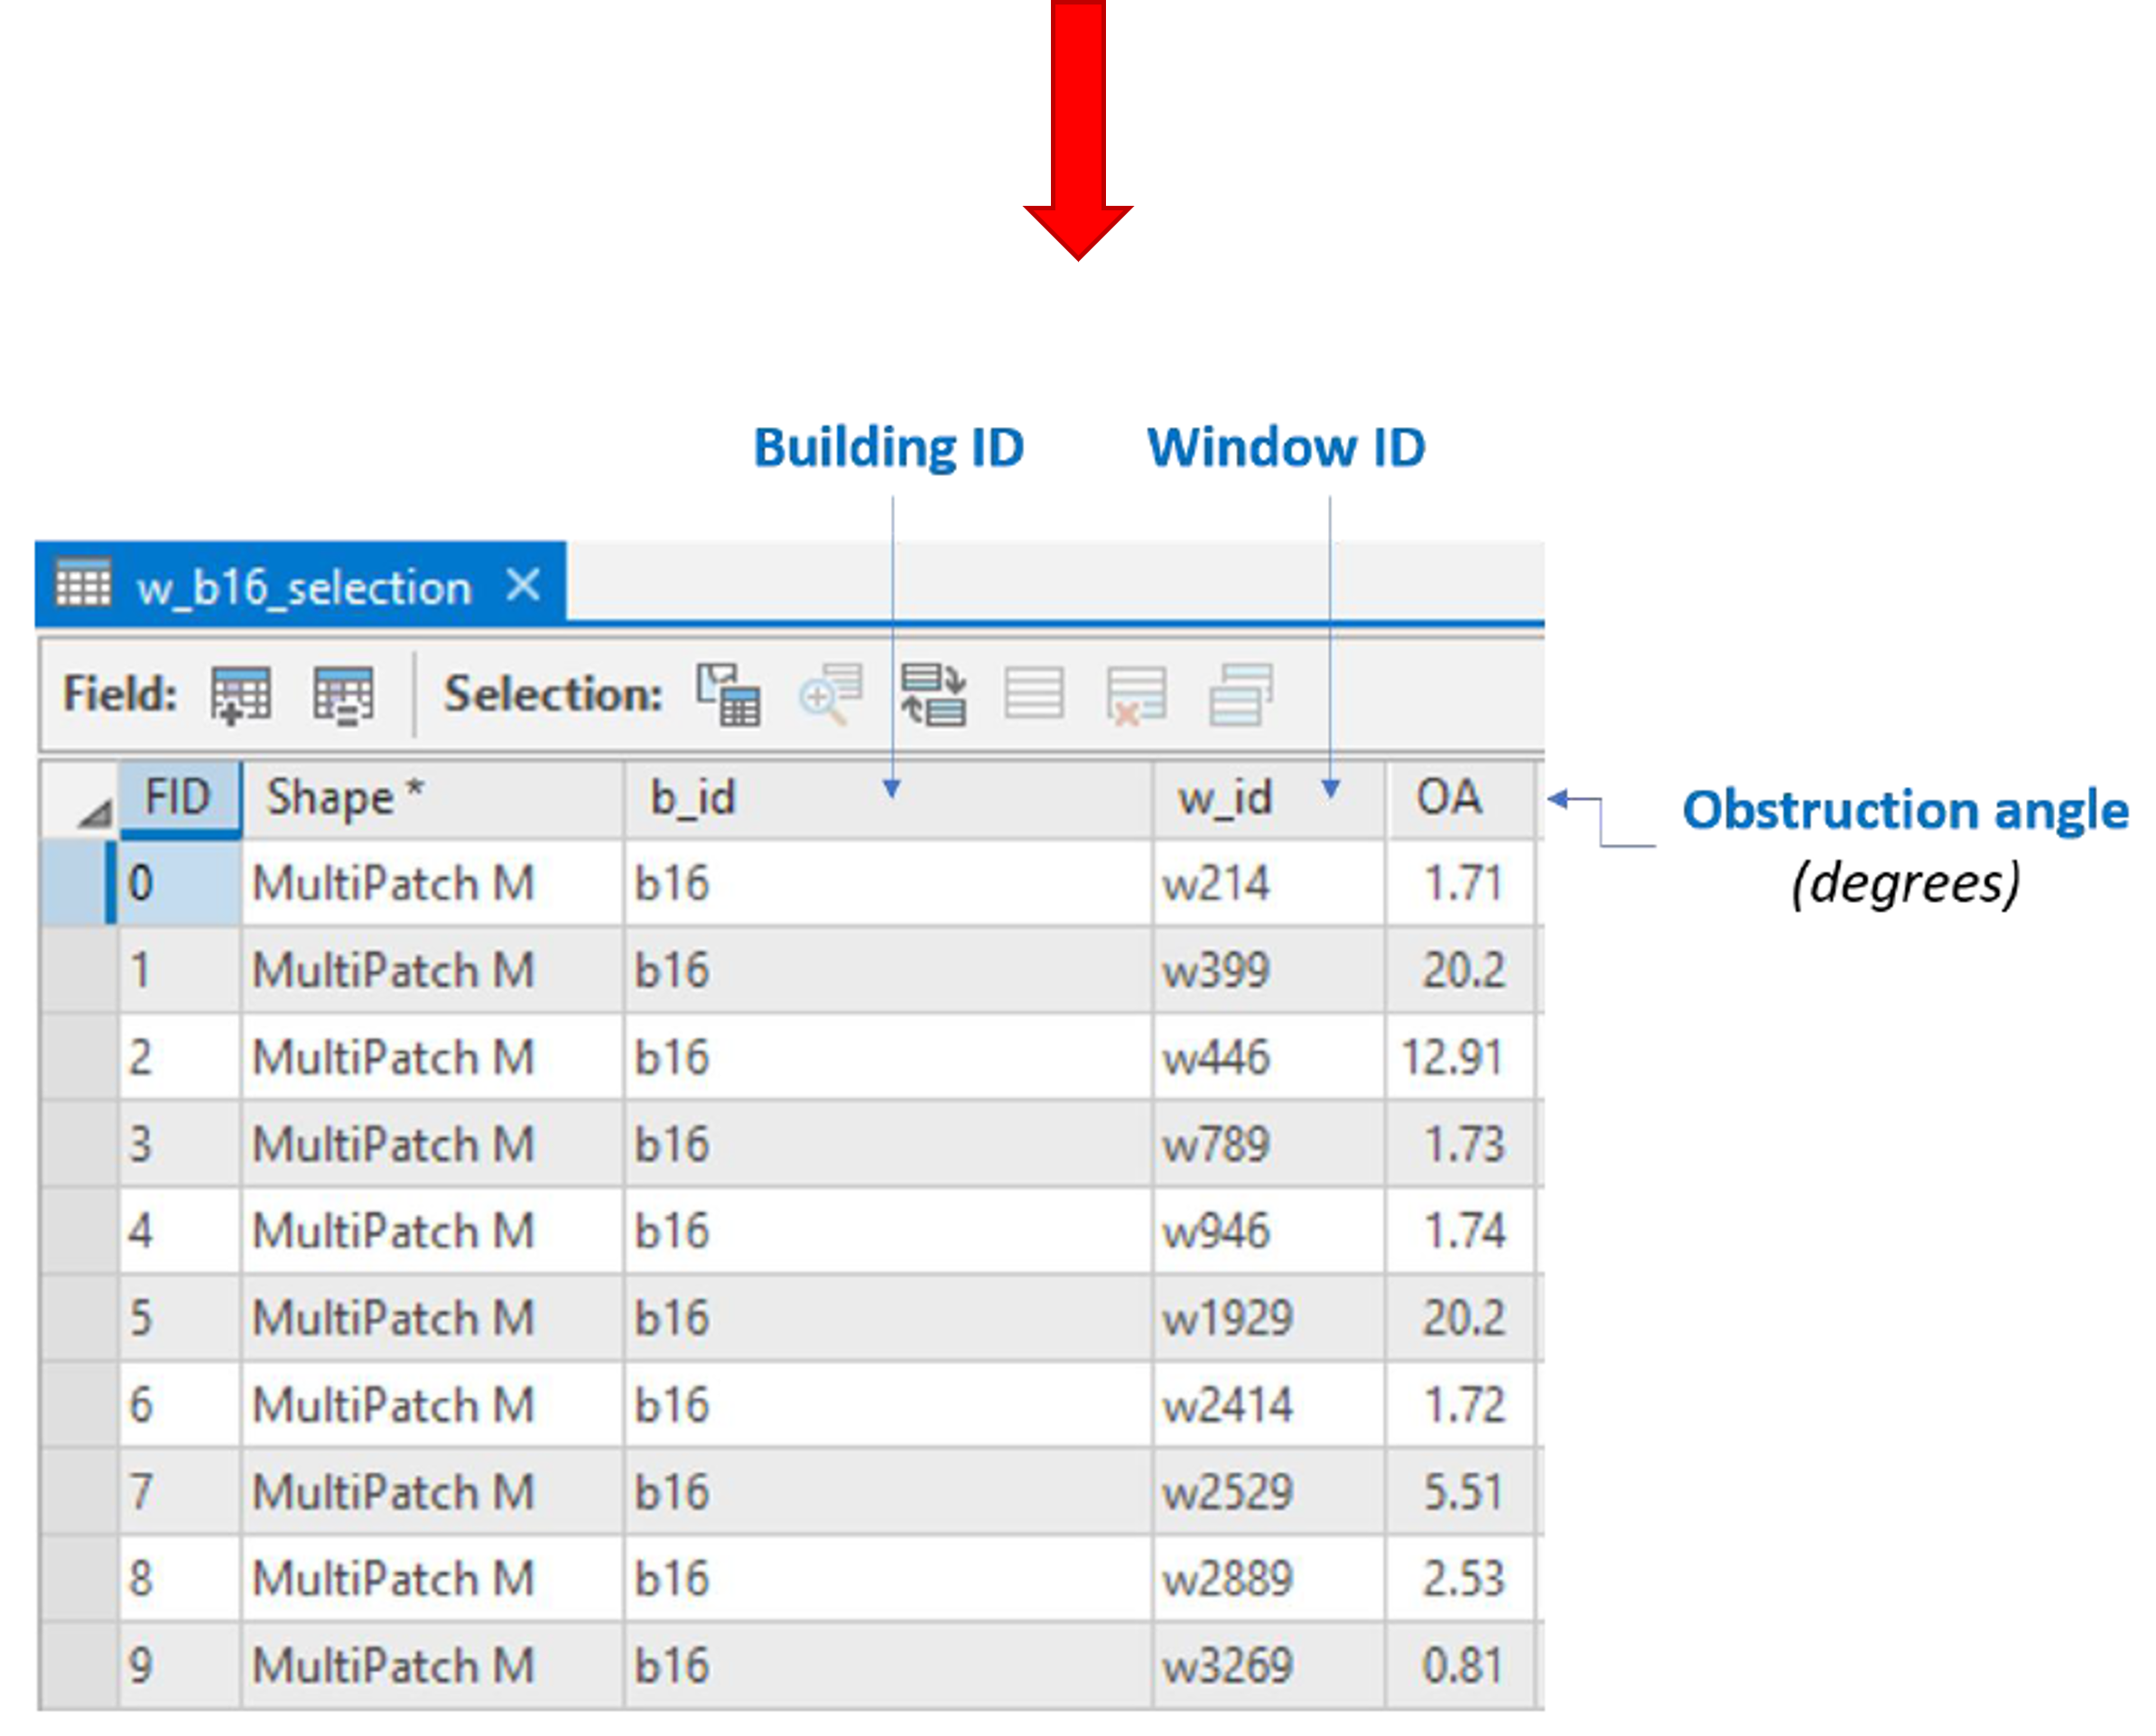 Building ID Window ID
w_b16_selection
Field: Selection:
FID Shape * b_id w_id OA
Obstruction angle
(degrees)
0 MultiPatch M b16 w214 1.71
1 MultiPatch M b16 w399 20.2
2 MultiPatch M b16 w446 12.91
3 MultiPatch M b16 w789 1.73
4 MultiPatch M b16 w946 1.74
5 MultiPatch M b16 w1929 20.2
6 MultiPatch M b16 w2414 1.72
7 MultiPatch M b16 w2529 5.51
8 MultiPatch M b16 w2889 2.53
9 MultiPatch M b16 w3269 0.81